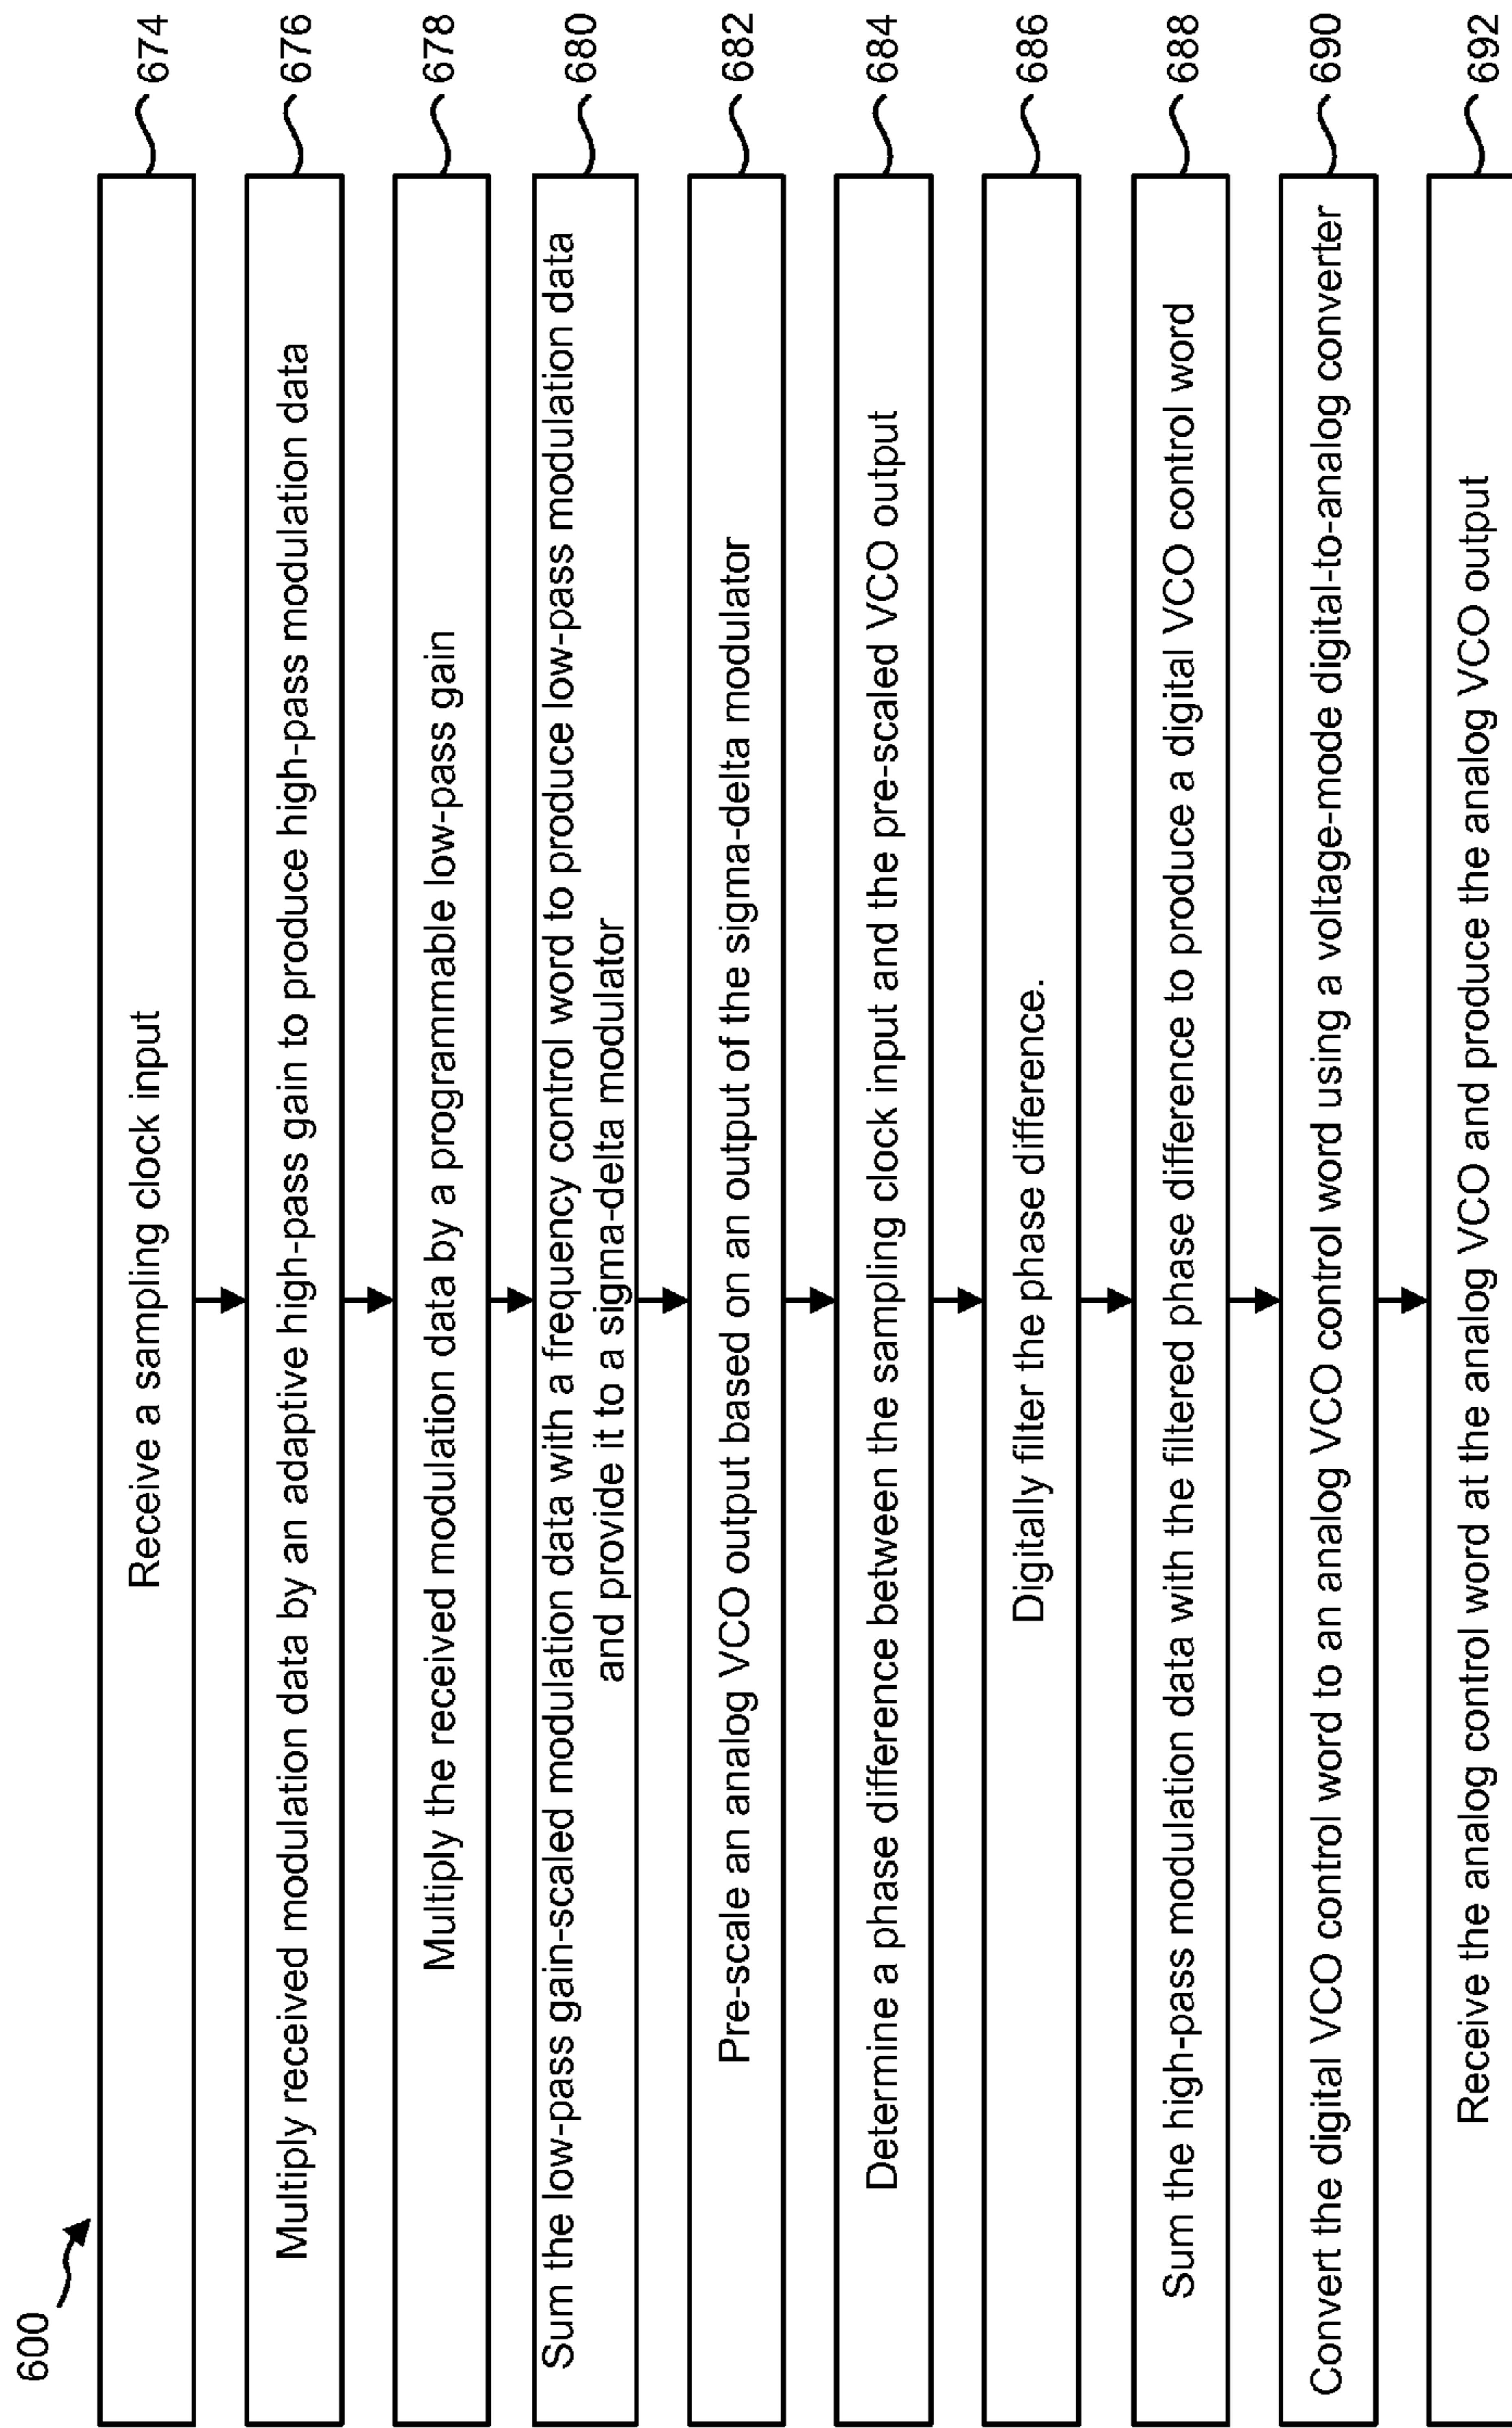 600
Receive a sampling clock input
674
Multiply received modulation data by an adaptive high-pass gain to produce high-pass modulation data
676
Multiply the received modulation data by a programmable low-pass gain
678
Sum the low-pass gain-scaled modulation data with a frequency control word to produce low-pass modulation data
and provide it to a sigma-delta modulator
680
Pre-scale an analog VCO output based on an output of the sigma-delta modulator
682
Determine a phase difference between the sampling clock input and the pre-scaled VCO output
684
Digitally filter the phase difference.
686
Sum the high-pass modulation data with the filtered phase difference to produce a digital VCO control word
688
Convert the digital VCO control word to an analog VCO control word using a voltage-mode digital-to-analog converter
690
Receive the analog control word at the analog VCO and produce the analog VCO output
692